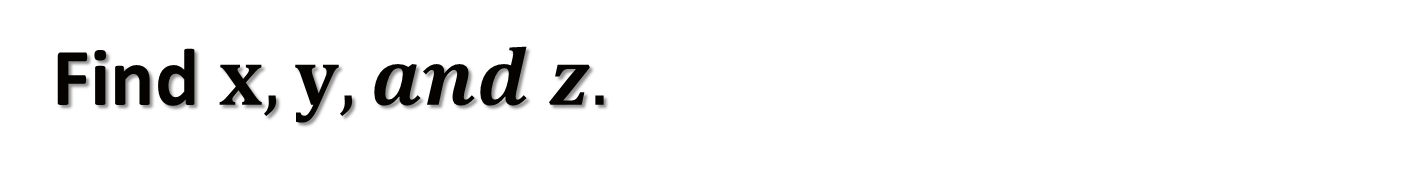 Find x, y, and z.